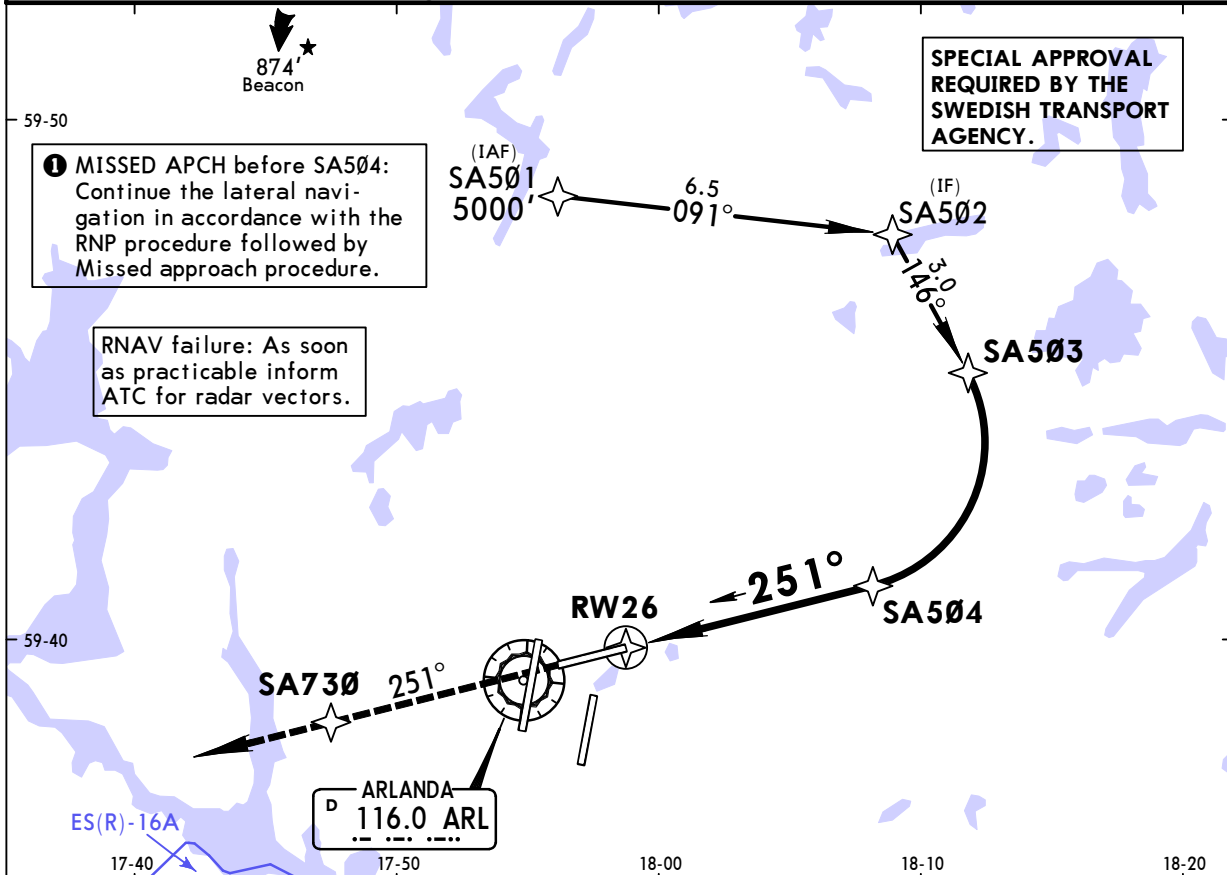 874'
Beacon
SPECIAL APPROVAL
REQUIRED BY THE
SWEDISH TRANSPORT
AGENCY.
59-50
❶ MISSED APCH before SA5Ø4:
Continue the lateral navi-
gation in accordance with the
RNP procedure followed by
Missed approach procedure.
(IAF)
SA5Ø1
5000'
6.5
091°
(IF)
SA5Ø2
3.0
146°
RNAV failure: As soon
as practicable inform
ATC for radar vectors.
SA5Ø3
251°
SA5Ø4
RW26
59-40
SA73Ø
251°
ARLANDA
D 116.0 ARL
ES(R)-16A
17-40
17-50
18-00
18-10
18-20